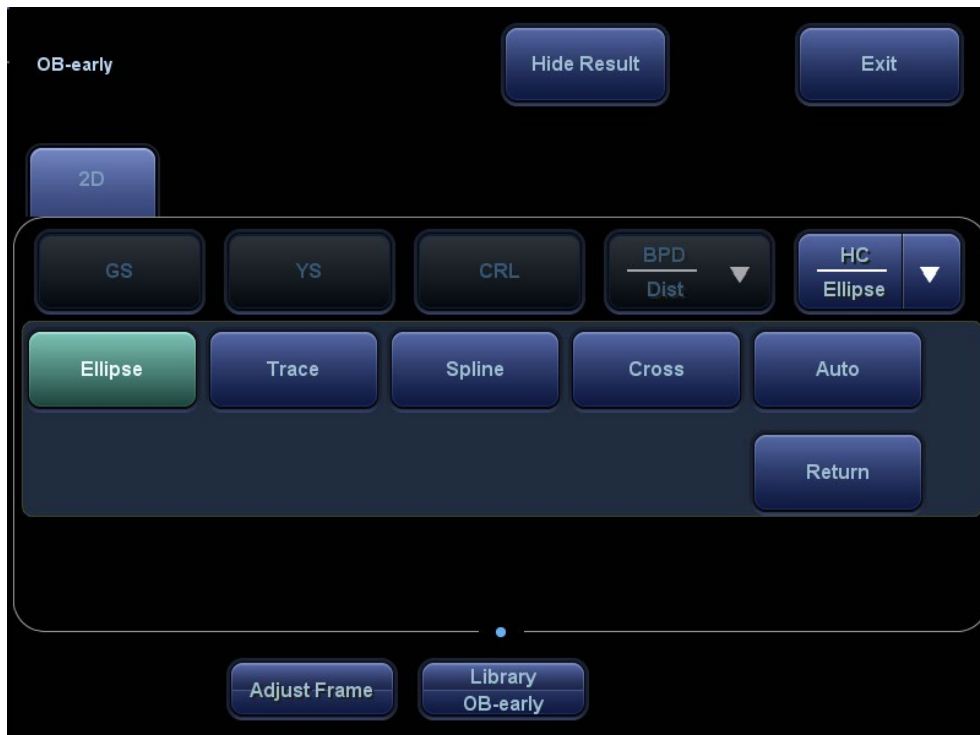 OB-early
Hide Result
Exit
2D
GS
YS
CRL
BPD
Dist
HC
Ellipse
Ellipse
Trace
Spline
Cross
Auto
Return
Adjust Frame
Library
OB-early